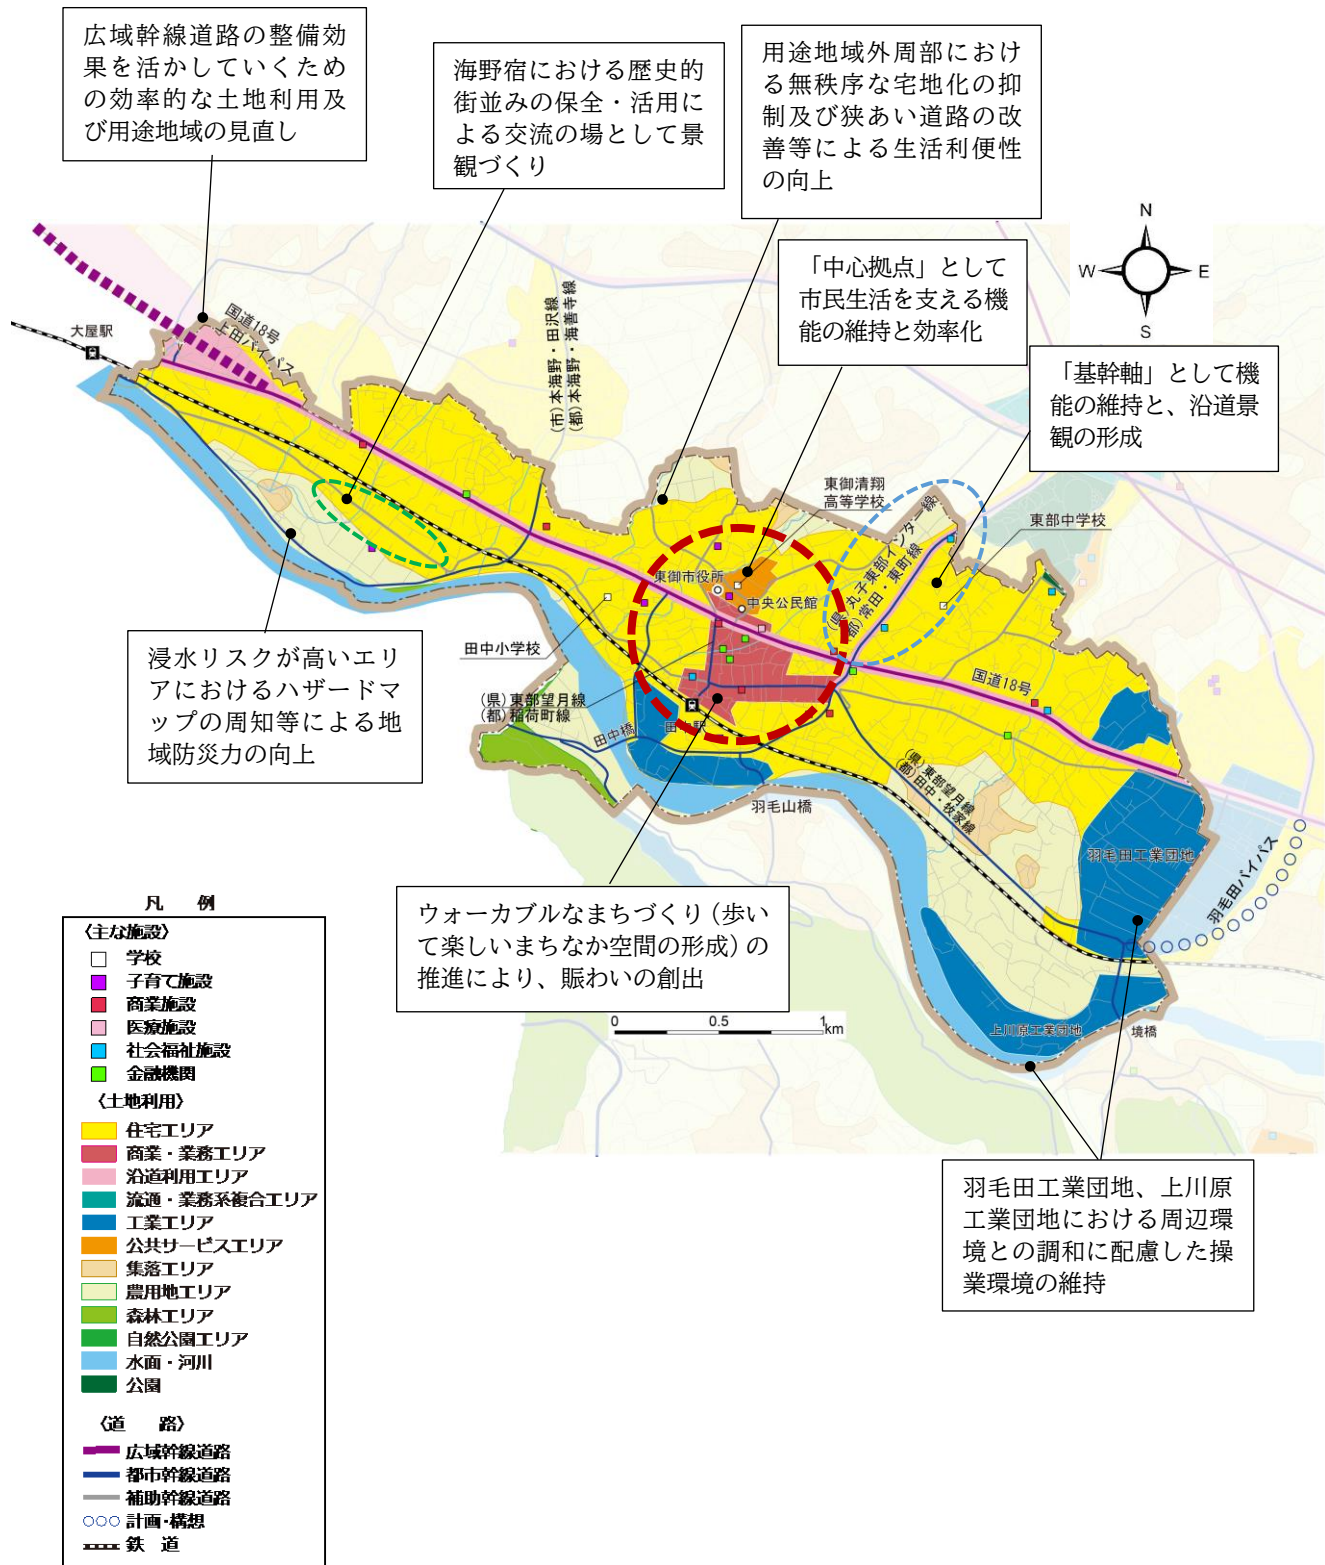 広域幹線道路の整備効
果を活かしていくため
の効率的な土地利用及
び用途地域の見直し
海野宿における歴史的
街並みの保全・活用に
よる交流の場として景
観づくり
用途地域外周部におけ
る無秩序な宅地化の抑
制及び狭あい道路の改
善等による生活利便性
の向上
「中心拠点」として
市民生活を支える機
能の維持と効率化
「基幹軸」として機
能の維持と、沿道景
観の形成
N
W
E
S
大屋駅
国道18号
上田バイパス
(市)本海野・田沢線
(都)本海野・海善寺線
東御清翔
高等学校
(県)丸子東部インター線
(都)常田・東町線
東部中学校
東御市役所
中央公民館
田中小学校
(県)東部望月線
(都)稲荷町線
田中駅
田中橋
国道18号
羽毛山橋
(県)東部望月線
(都)田中・牧家線
羽毛田工業団地
羽毛田バイパス
上川原工業団地
境橋
浸水リスクが高いエリ
アにおけるハザードマ
ップの周知等による地
域防災力の向上
ウォーカブルなまちづくり（歩い
て楽しいまちなか空間の形成）の
推進により、賑わいの創出
0 0.5 1
km
羽毛田工業団地、上川原
工業団地における周辺環
境との調和に配慮した操
業環境の維持
凡 例
〈主な施設〉
学校
子育て施設
商業施設
医療施設
社会福祉施設
金融機関
〈土地利用〉
住宅エリア
商業・業務エリア
沿道利用エリア
流通・業務系複合エリア
工業エリア
公共サービスエリア
集落エリア
農用地エリア
森林エリア
自然公園エリア
水面・河川
公園
〈道 路〉
広域幹線道路
都市幹線道路
補助幹線道路
計画・構想
鉄 道